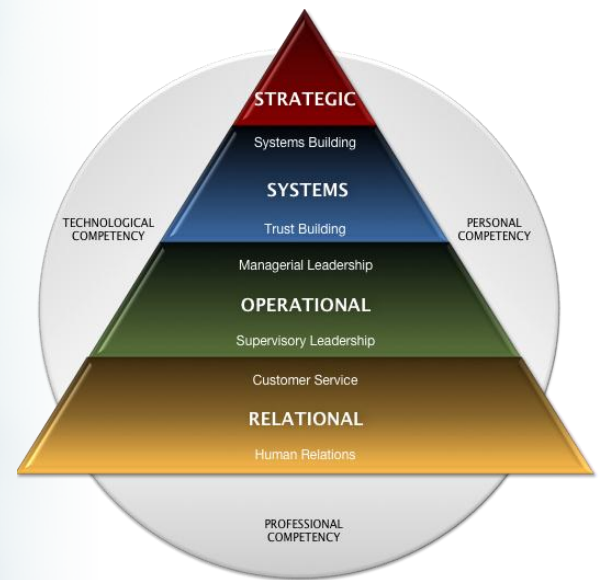 STRATEGIC
Systems Building
SYSTEMS
TECHNOLOGICAL
COMPETENCY
PERSONAL
COMPETENCY
Trust Building
Managerial Leadership
OPERATIONAL
Supervisory Leadership
Customer Service
RELATIONAL
Human Relations
PROFESSIONAL
COMPETENCY